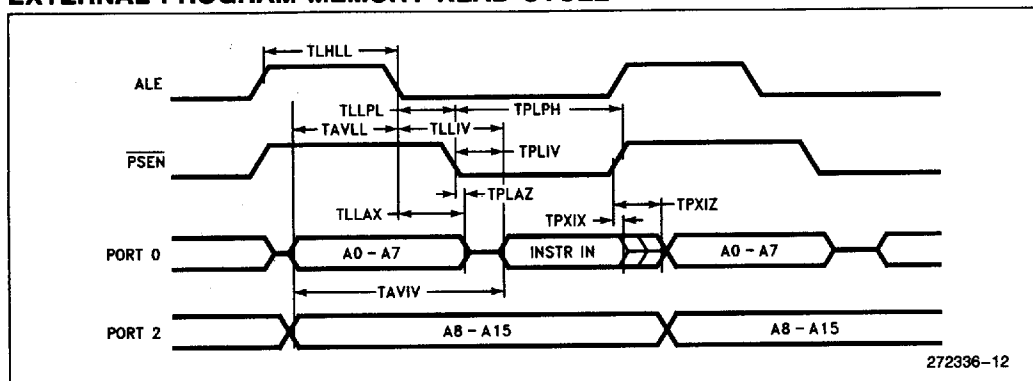 EXTERNAL PROGRAM MEMORY READ CYCLE
TLHLL
ALE
TLLPL
TPLPH
TAVLL
TLLIV
PSEN
TPLIV
TPLAZ
TLLAX
TPXIX
TPXIZ
PORT 0
A0 – A7
INSTR IN
A0 – A7
TAVIV
PORT 2
A8 – A15
A8 – A15
272336–12